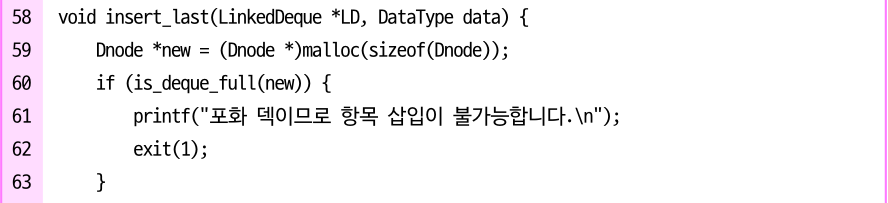 58 void insert_last(LinkedDeque *LD, DataType data) {
59     Dnode *new = (Dnode *)malloc(sizeof(Dnode));
60     if (is_deque_full(new)) {
61         printf("포화 덱이므로 항목 삽입이 불가능합니다.\n");
62         exit(1);
63     }